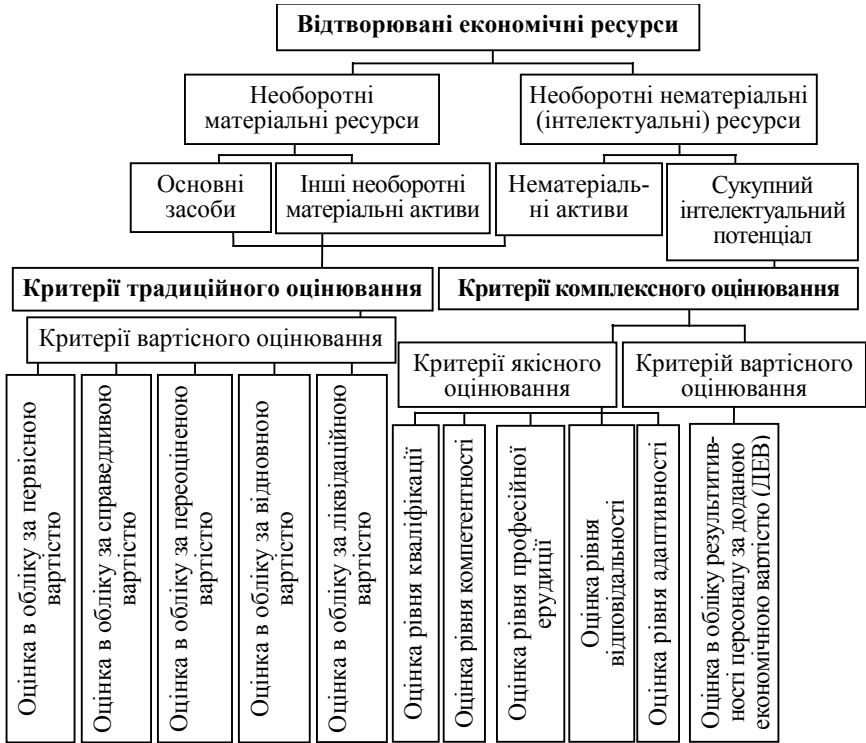 Відтворювані економічні ресурси
Необоротні
матеріальні ресурси
Необоротні нематеріальні
(інтелектуальні) ресурси
Основні
засоби
Інші необоротні
матеріальні активи
Нематеріаль-
ні активи
Сукупний
інтелектуальний
потенціал
Критерії традиційного оцінювання
Критерії комплексного оцінювання
Критерії вартісного оцінювання
Критерії якісного
оцінювання
Критерій вартісного
оцінювання
Оцінка в обліку за первісною
вартістю
Оцінка в обліку за справедливою
вартістю
Оцінка в обліку за переоціненою
вартістю
Оцінка в обліку за відновною
вартістю
Оцінка в обліку за ліквідаційною
вартістю
Оцінка рівня кваліфікації
Оцінка рівня компетентності
Оцінка рівня професійної
ерудиції
Оцінка рівня
відповідальності
Оцінка рівня адаптивності
Оцінка в обліку результитив-
ності персоналу за доданою
економічною вартістю (ДЕВ)